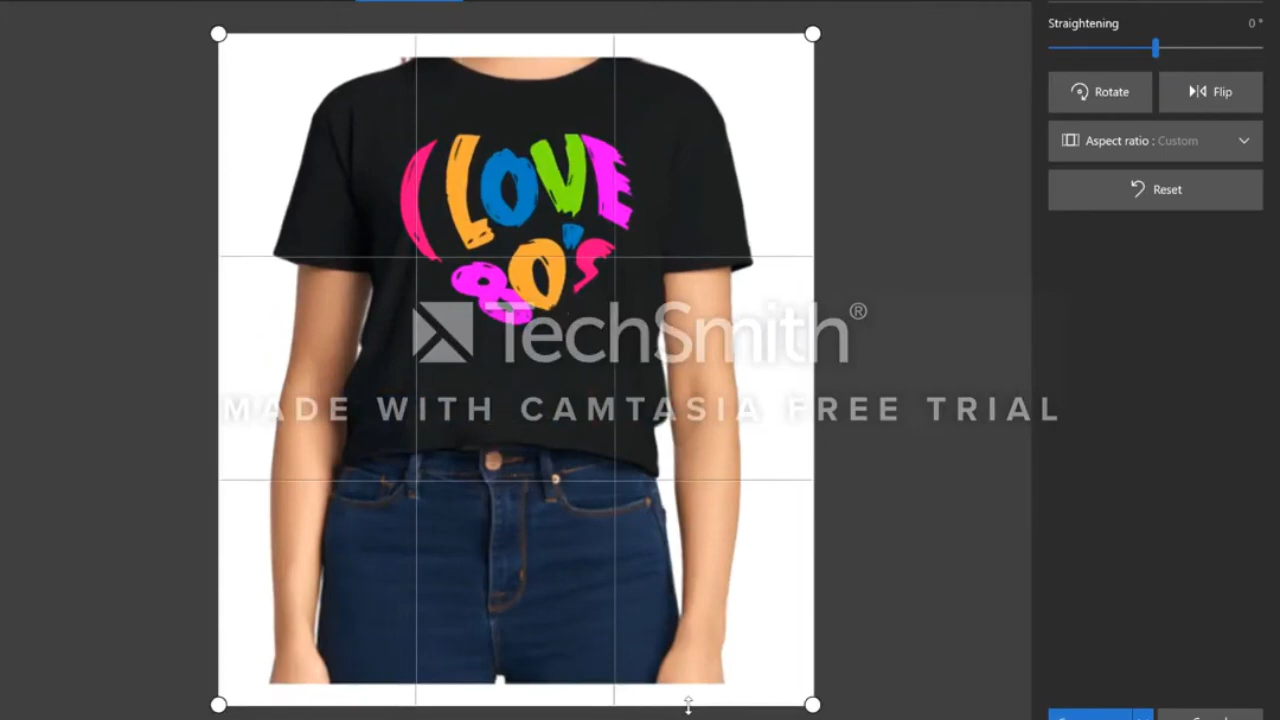 Straightening 0 °
Rotate Flip
Aspect ratio : Custom
Reset
I LOVE
80's
TechSmith®
MADE WITH CAMTASIA FREE TRIAL